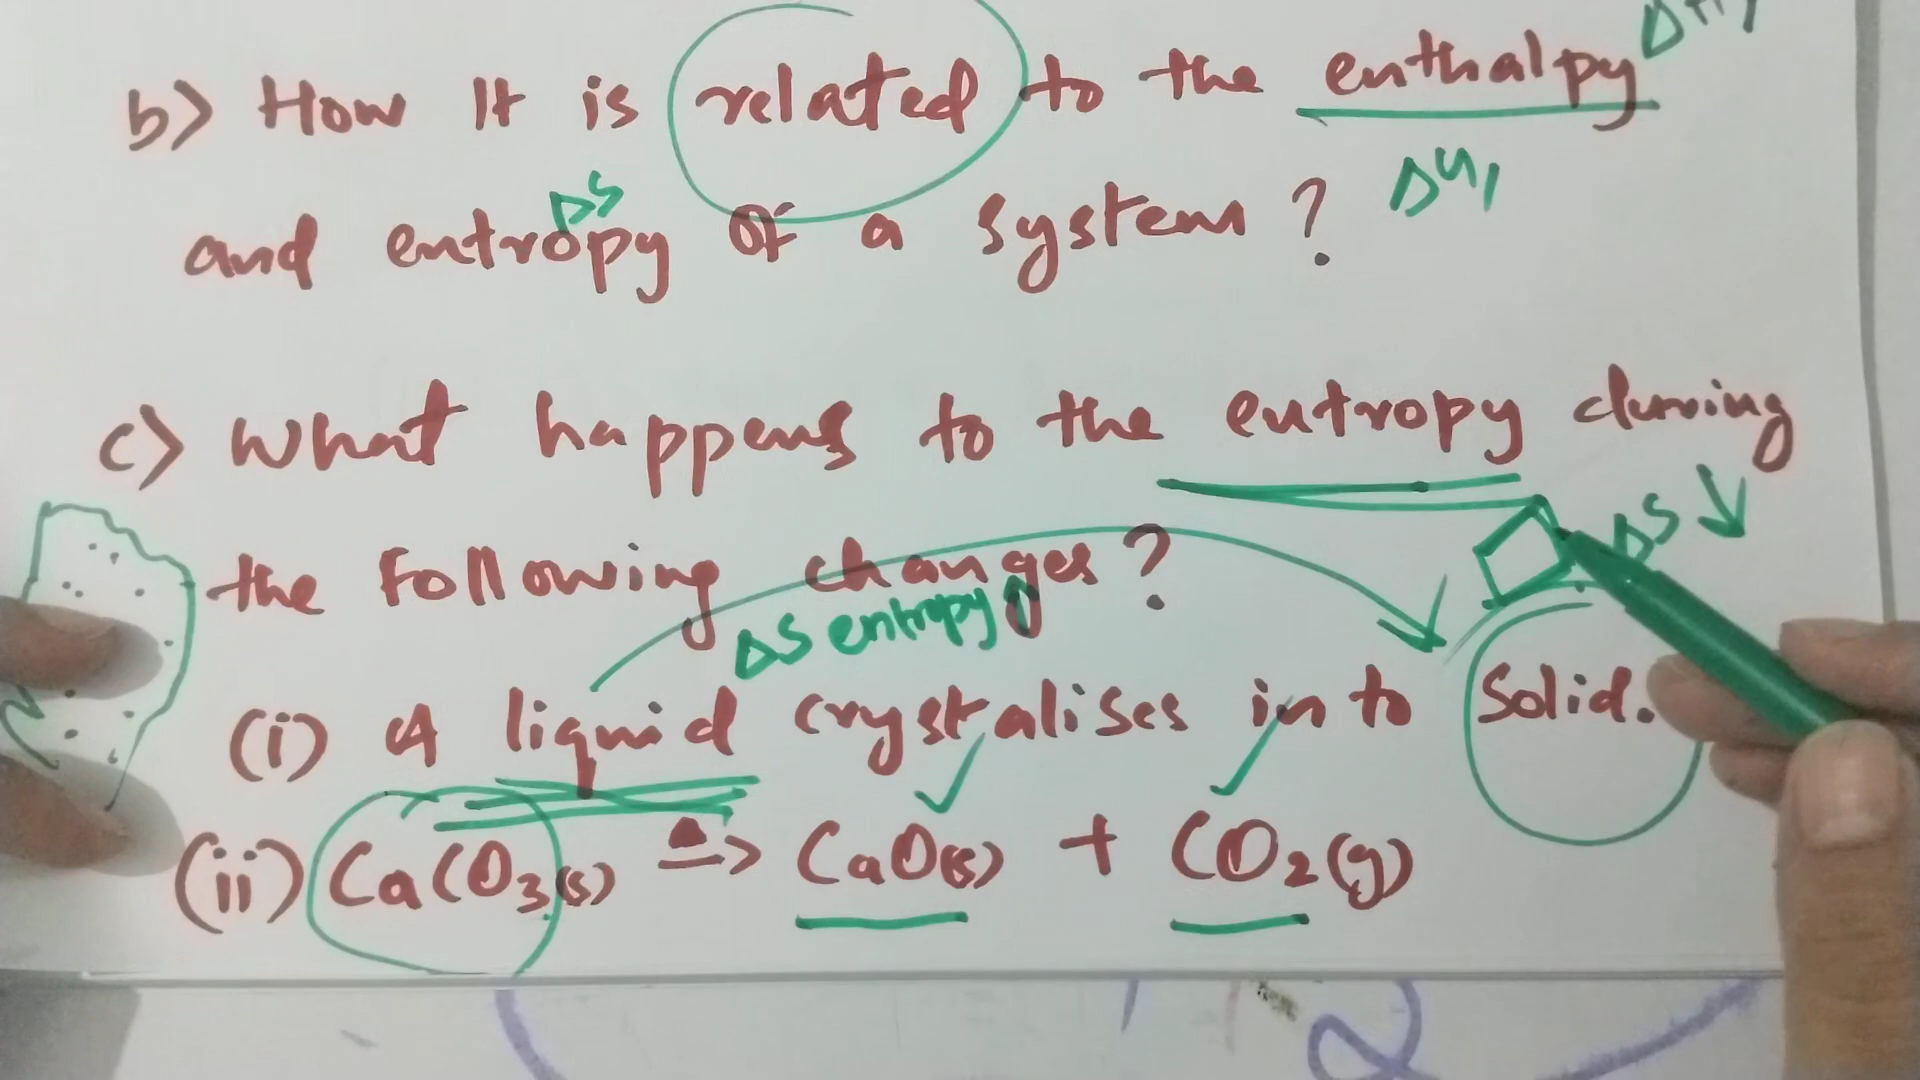 ΔH,
b) How It is related to the enthalpy
ΔS
ΔH,
and entropy of a system?
c) What happens to the entropy during
ΔS ↓
the following changes?
ΔS entropy ↑
(i) A liquid crystalises in to solid.
(ii) CaCO3(s) ≜> CaO(s) + CO2(g)